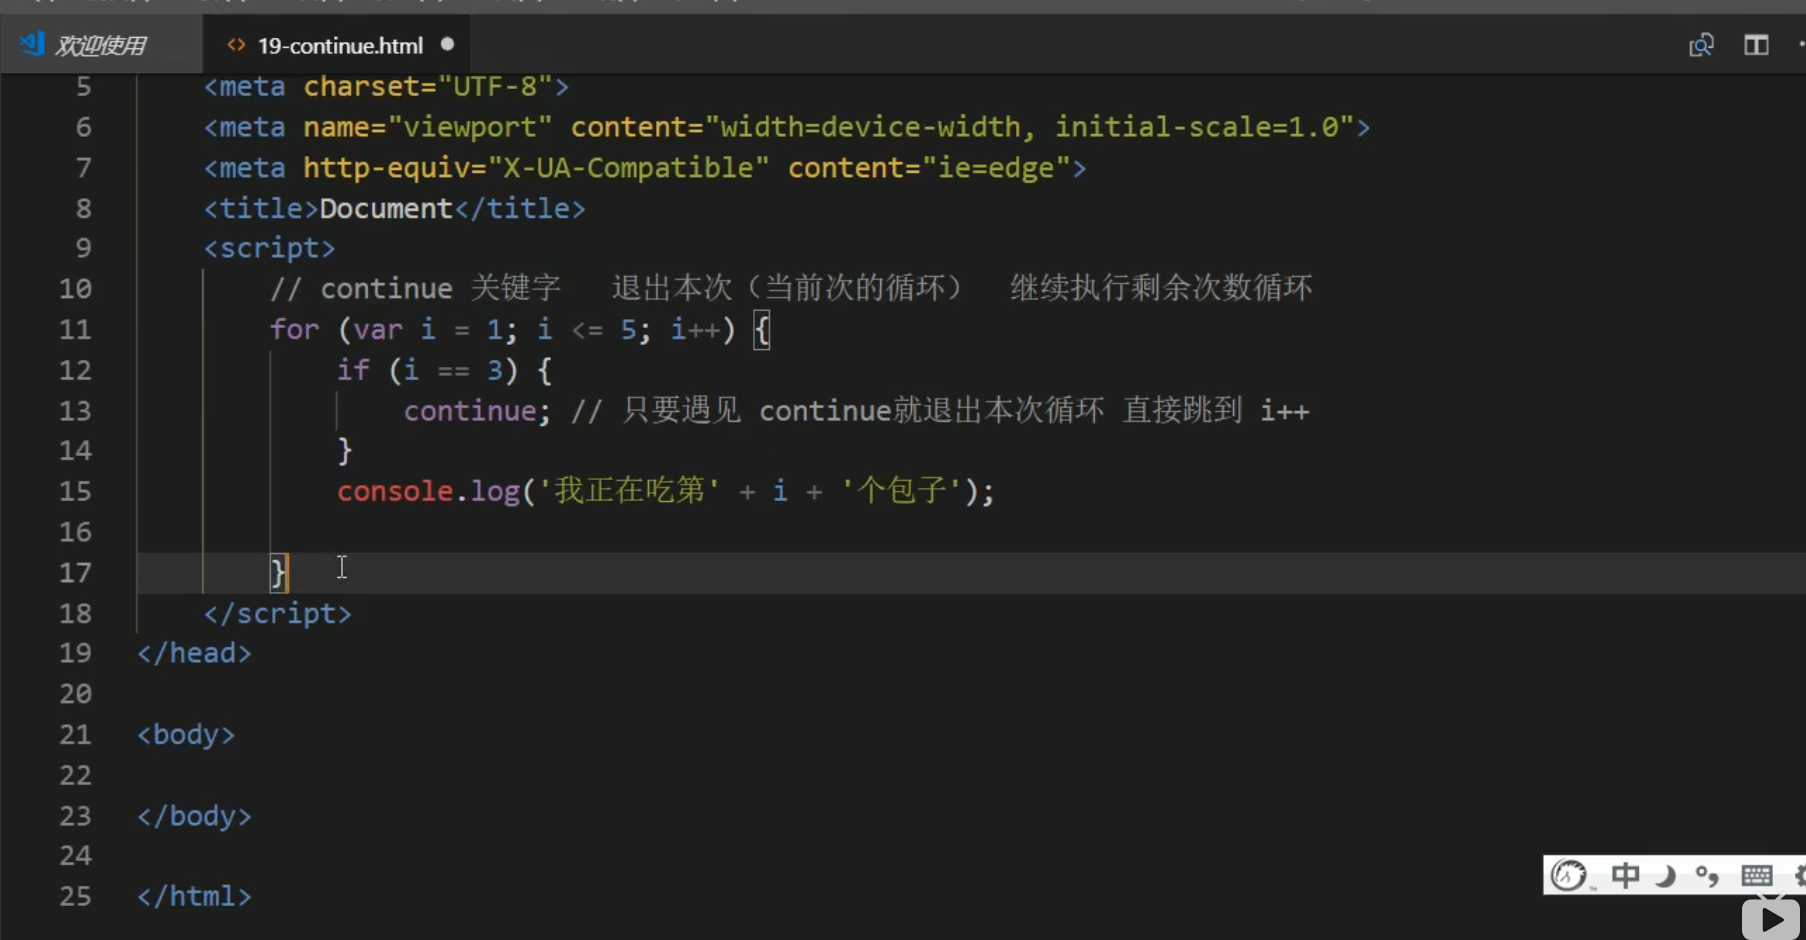 欢迎使用 <> 19-continue.html ●
5 <meta charset="UTF-8">
6 <meta name="viewport" content="width=device-width, initial-scale=1.0">
7 <meta http-equiv="X-UA-Compatible" content="ie=edge">
8 <title>Document</title>
9 <script>
10 // continue 关键字 退出本次（当前次的循环） 继续执行剩余次数循环
11 for (var i = 1; i <= 5; i++) {
12 if (i == 3) {
13 continue; // 只要遇见 continue就退出本次循环 直接跳到 i++
14 }
15 console.log('我正在吃第' + i + '个包子');
16
17 }
18 </script>
19 </head>
20
21 <body>
22
23 </body>
24
25 </html>
中